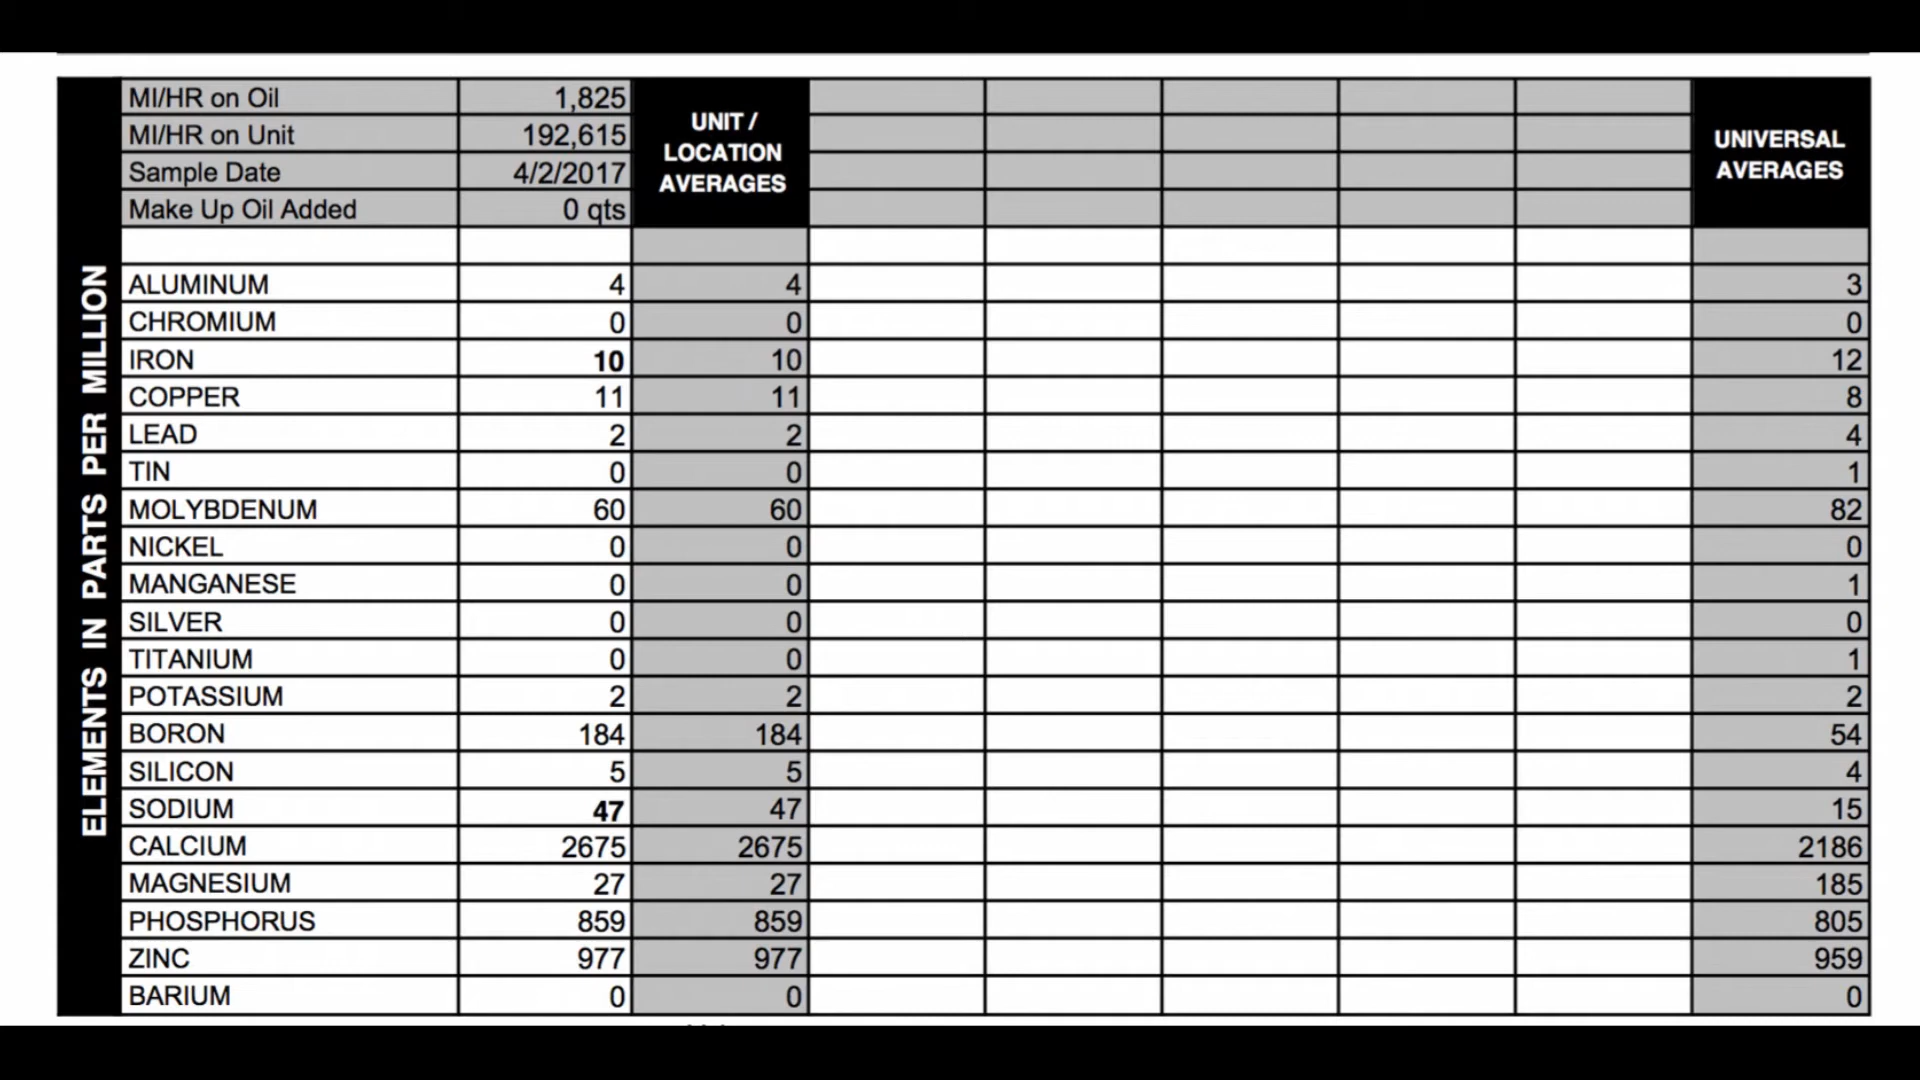 MI/HR on Oil 1,825
MI/HR on Unit 192,615
Sample Date 4/2/2017
Make Up Oil Added 0 qts
UNIT /
LOCATION
AVERAGES
UNIVERSAL
AVERAGES
ELEMENTS IN PARTS PER MILLION
ALUMINUM 4 4 3
CHROMIUM 0 0 0
IRON 10 10 12
COPPER 11 11 8
LEAD 2 2 4
TIN 0 0 1
MOLYBDENUM 60 60 82
NICKEL 0 0 0
MANGANESE 0 0 1
SILVER 0 0 0
TITANIUM 0 0 1
POTASSIUM 2 2 2
BORON 184 184 54
SILICON 5 5 4
SODIUM 47 47 15
CALCIUM 2675 2675 2186
MAGNESIUM 27 27 185
PHOSPHORUS 859 859 805
ZINC 977 977 959
BARIUM 0 0 0